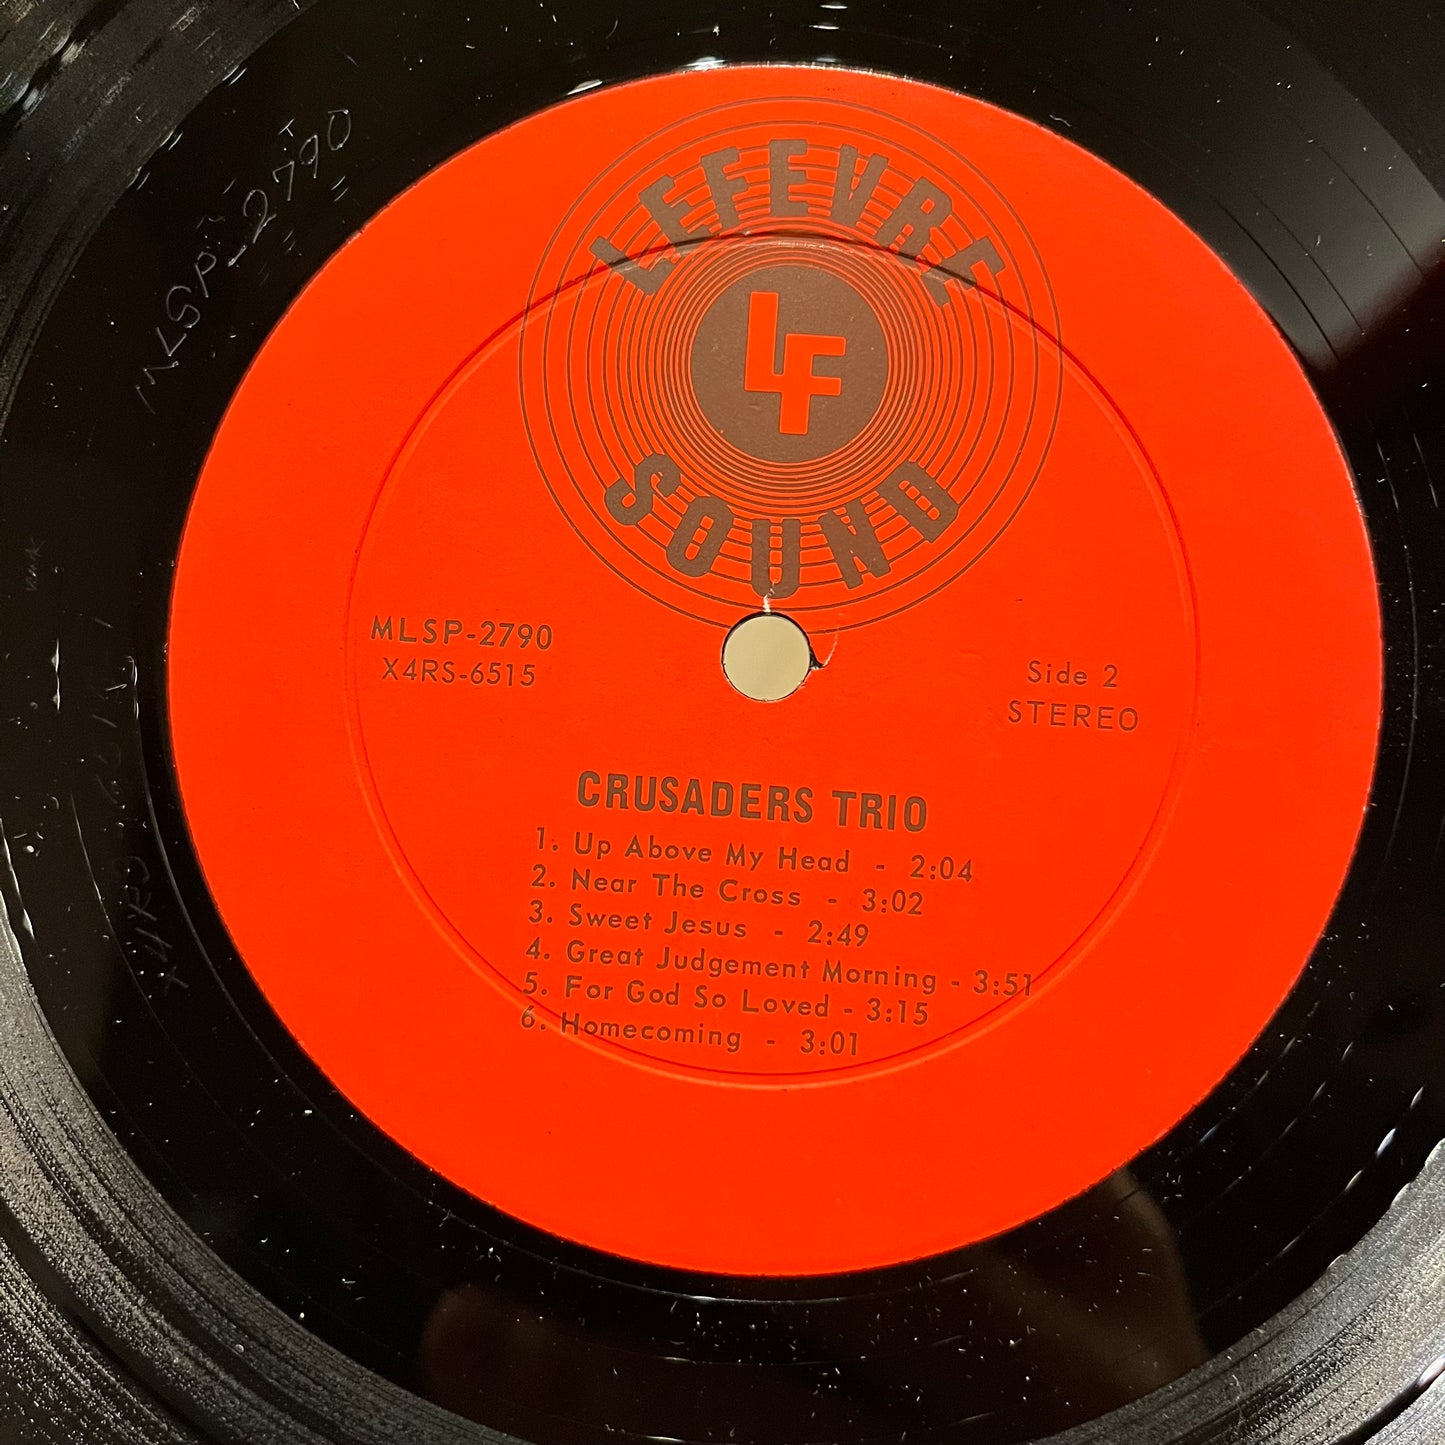 LEFEVRE
LF
SOUND
MLSP-2790
X4RS-6515
Side 2
STEREO
CRUSADERS TRIO
1. Up Above My Head - 2:04
2. Near The Cross - 3:02
3. Sweet Jesus - 2:49
4. Great Judgement Morning - 3:51
5. For God So Loved - 3:15
6. Homecoming - 3:01
MLSP-2790